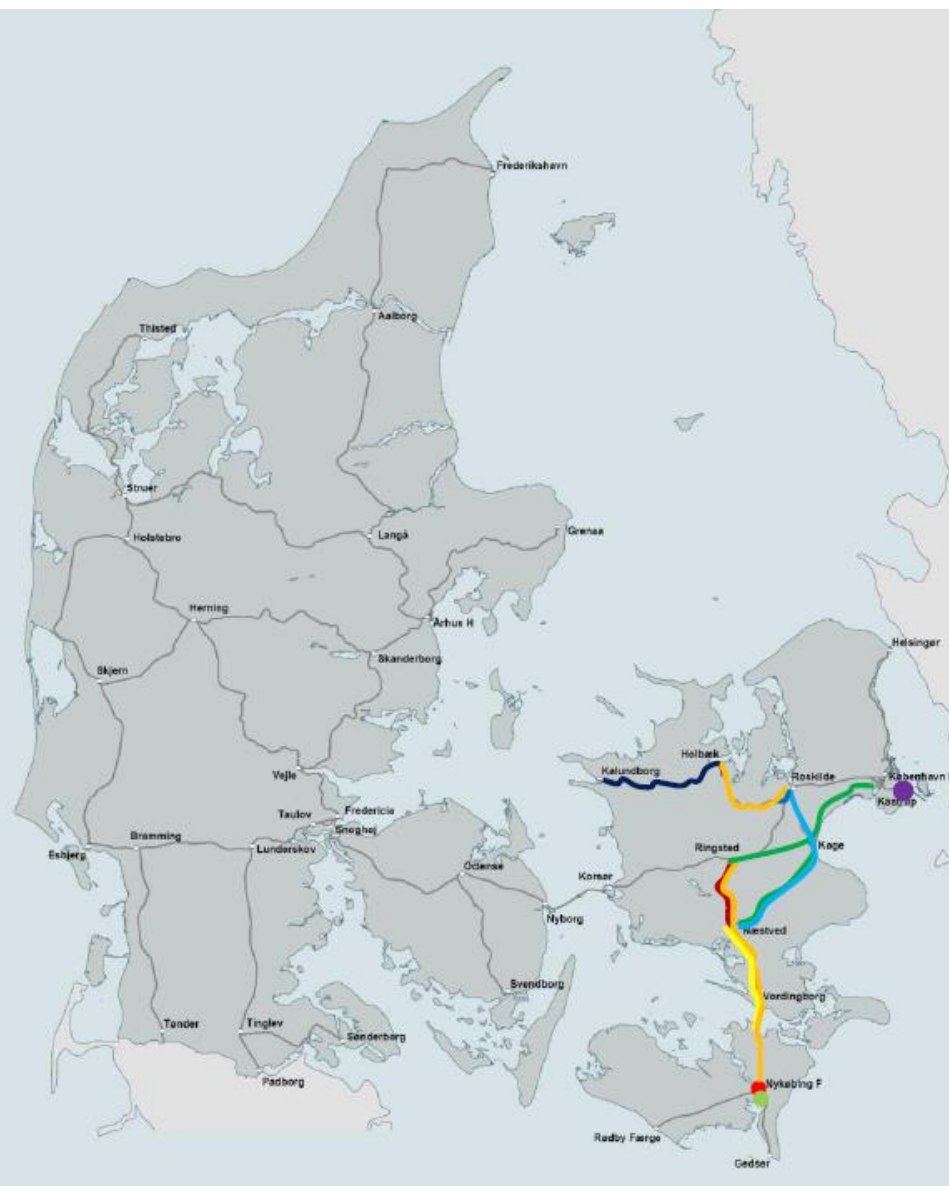 Frederikshavn
Aalborg
Thisted
Struer
Holstebro
Langå
Grenaa
Herning
Århus H
Skanderborg
Skjern
Helsingør
Holbæk
Kalundborg
Roskilde
København
Kastrup
Vejle
Fredericia
Taulov
Snoghøj
Bramming
Lunderskov
Esbjerg
Ringsted
Køge
Odense
Korsør
Nyborg
Næstved
Svendborg
Vordingborg
Tønder
Tinglev
Sønderborg
Padborg
Nykøbing F
Rødby Færge
Gedser